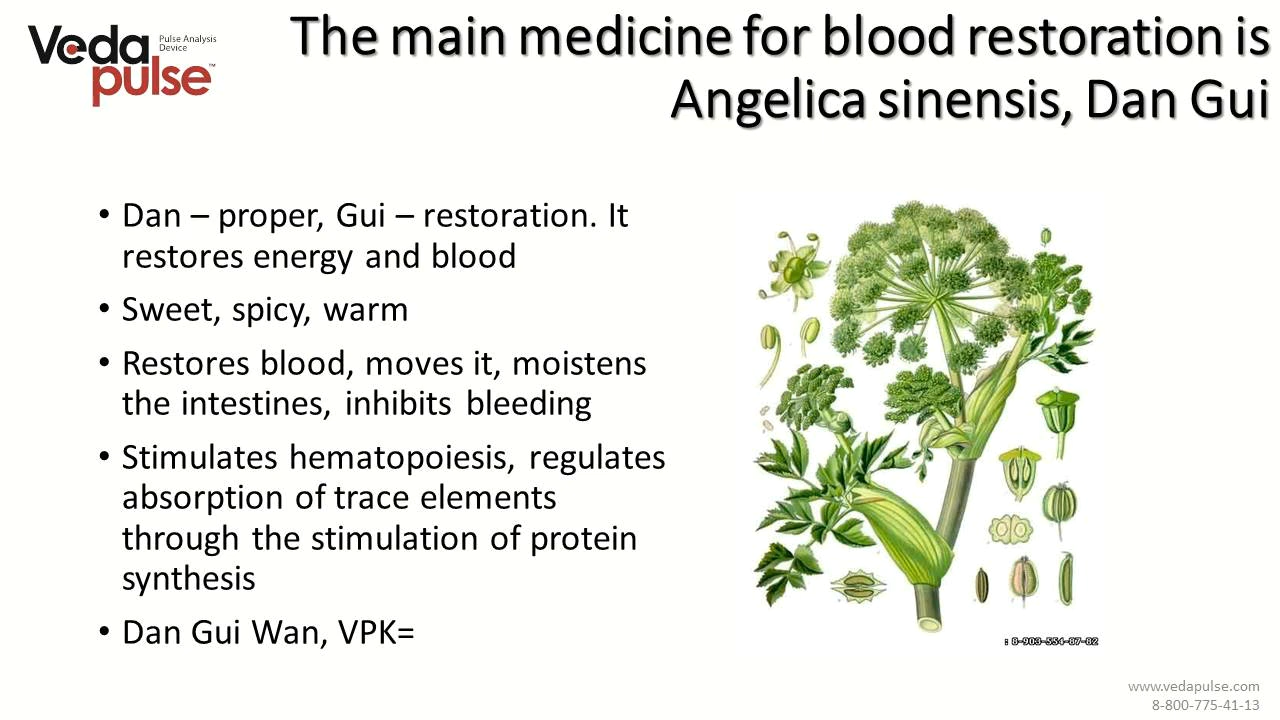 Veda
Pulse Analysis
Device
pulse™
The main medicine for blood restoration is
Angelica sinensis, Dan Gui
• Dan – proper, Gui – restoration. It
restores energy and blood
• Sweet, spicy, warm
• Restores blood, moves it, moistens
the intestines, inhibits bleeding
• Stimulates hematopoiesis, regulates
absorption of trace elements
through the stimulation of protein
synthesis
• Dan Gui Wan, VPK=
: 8-903-554-87-82
www.vedapulse.com
8-800-775-41-13